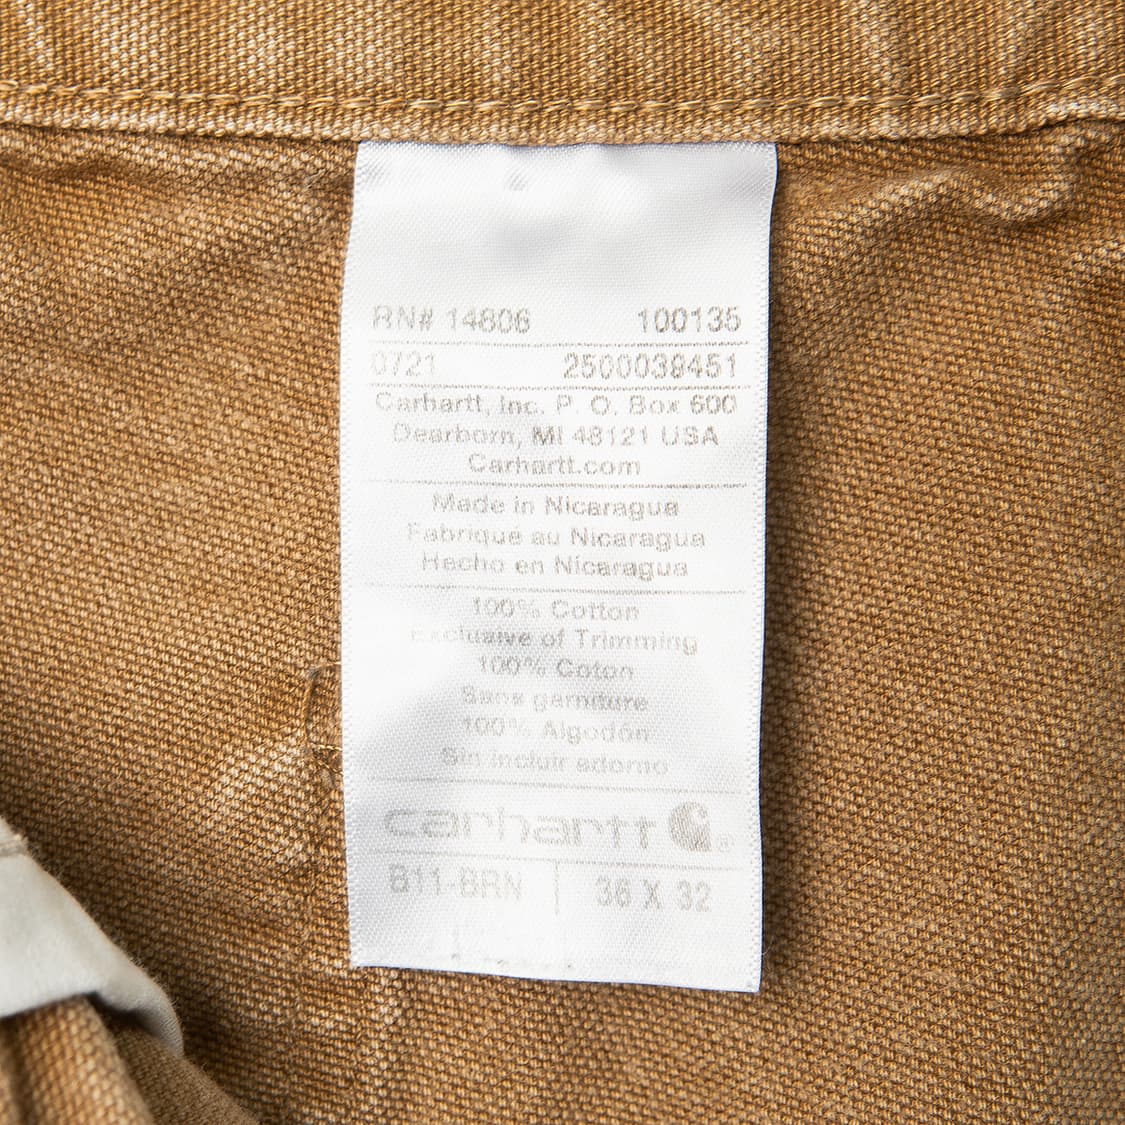 RN# 14806 100135
0721 2500039451
Carhartt, Inc. P. O. Box 600
Dearborn, MI 48121 USA
Carhartt.com
Made in Nicaragua
Fabriqué au Nicaragua
Hecho en Nicaragua
100% Cotton
Exclusive of Trimming
100% Coton
Sans garniture
100% Algodón
Sin incluir adorno
carhartt ®
B11-BRN 36 X 32